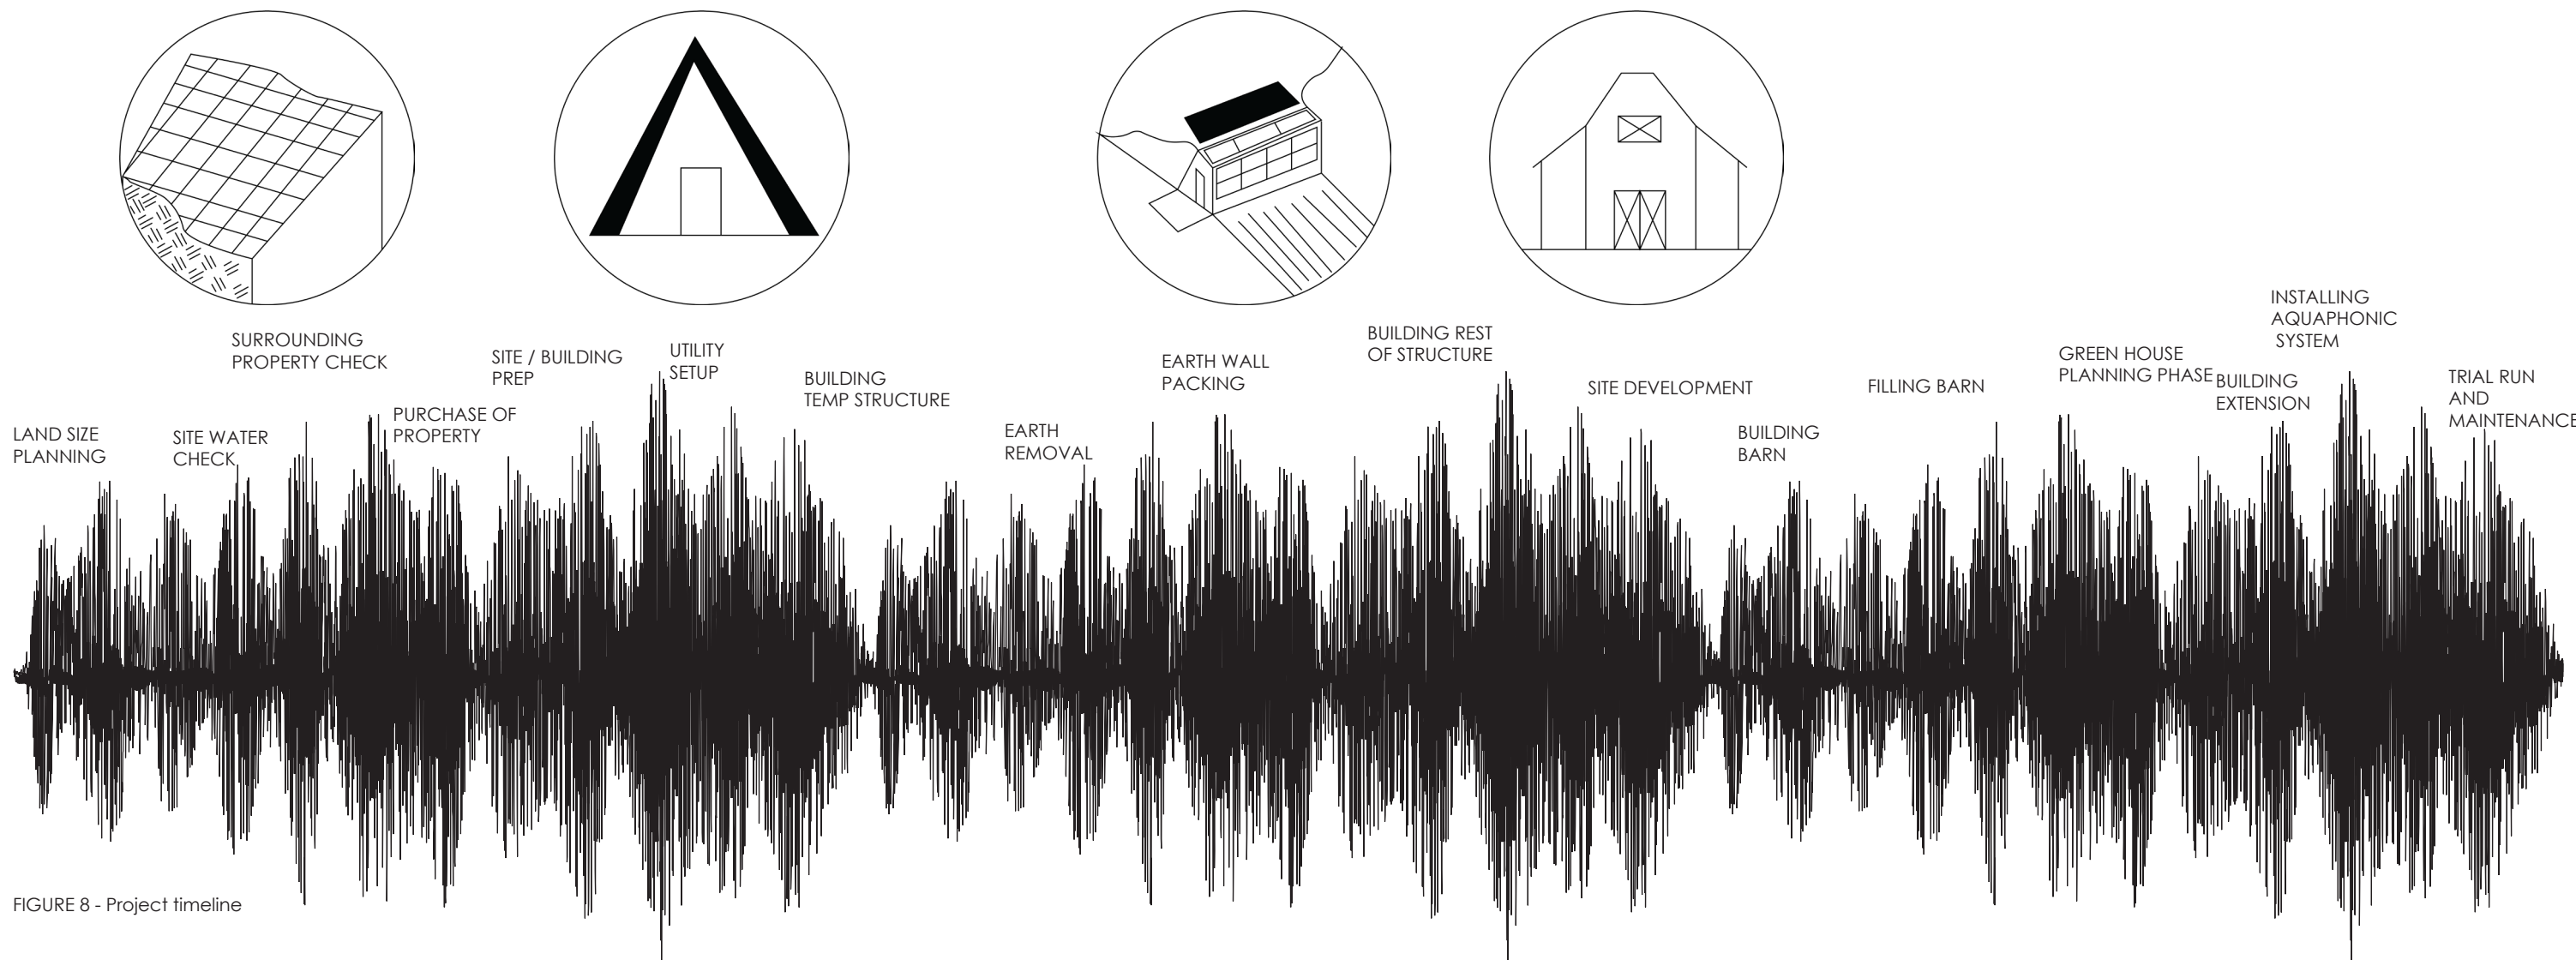 LAND SIZE
PLANNING
SITE WATER
CHECK
SURROUNDING
PROPERTY CHECK
PURCHASE OF
PROPERTY
SITE / BUILDING
PREP
UTILITY
SETUP
BUILDING
TEMP STRUCTURE
EARTH
REMOVAL
EARTH WALL
PACKING
BUILDING REST
OF STRUCTURE
SITE DEVELOPMENT
BUILDING
BARN
FILLING BARN
GREEN HOUSE
PLANNING PHASE
BUILDING
EXTENSION
INSTALLING
AQUAPHONIC
SYSTEM
TRIAL RUN
AND
MAINTENANCE
FIGURE 8 - Project timeline